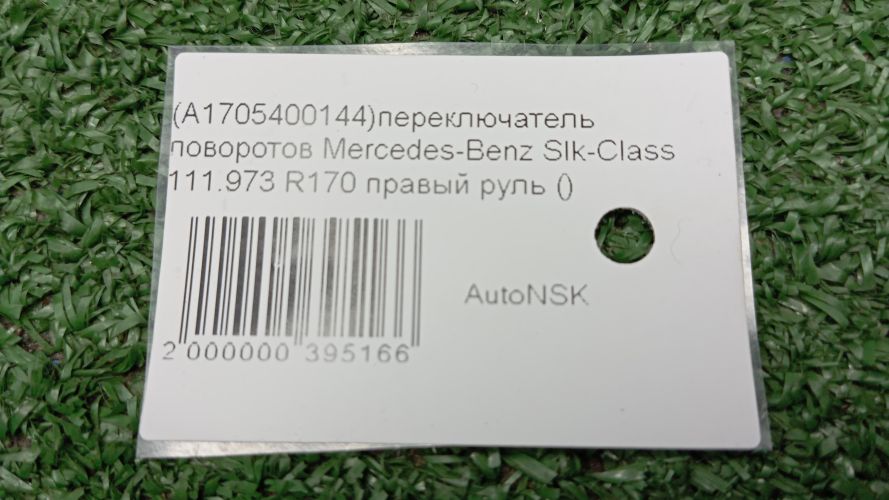 (A1705400144)переключатель
поворотов Mercedes-Benz Slk-Class
111.973 R170 правый руль ()
AutoNSK
2 000000 395166